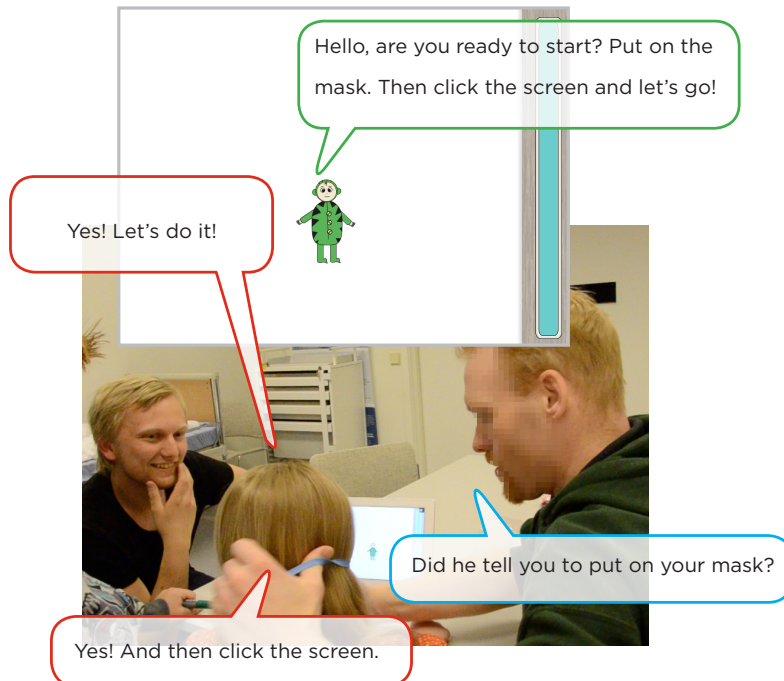 Hello, are you ready to start? Put on the
mask. Then click the screen and let's go!
Yes! Let's do it!
Did he tell you to put on your mask?
Yes! And then click the screen.